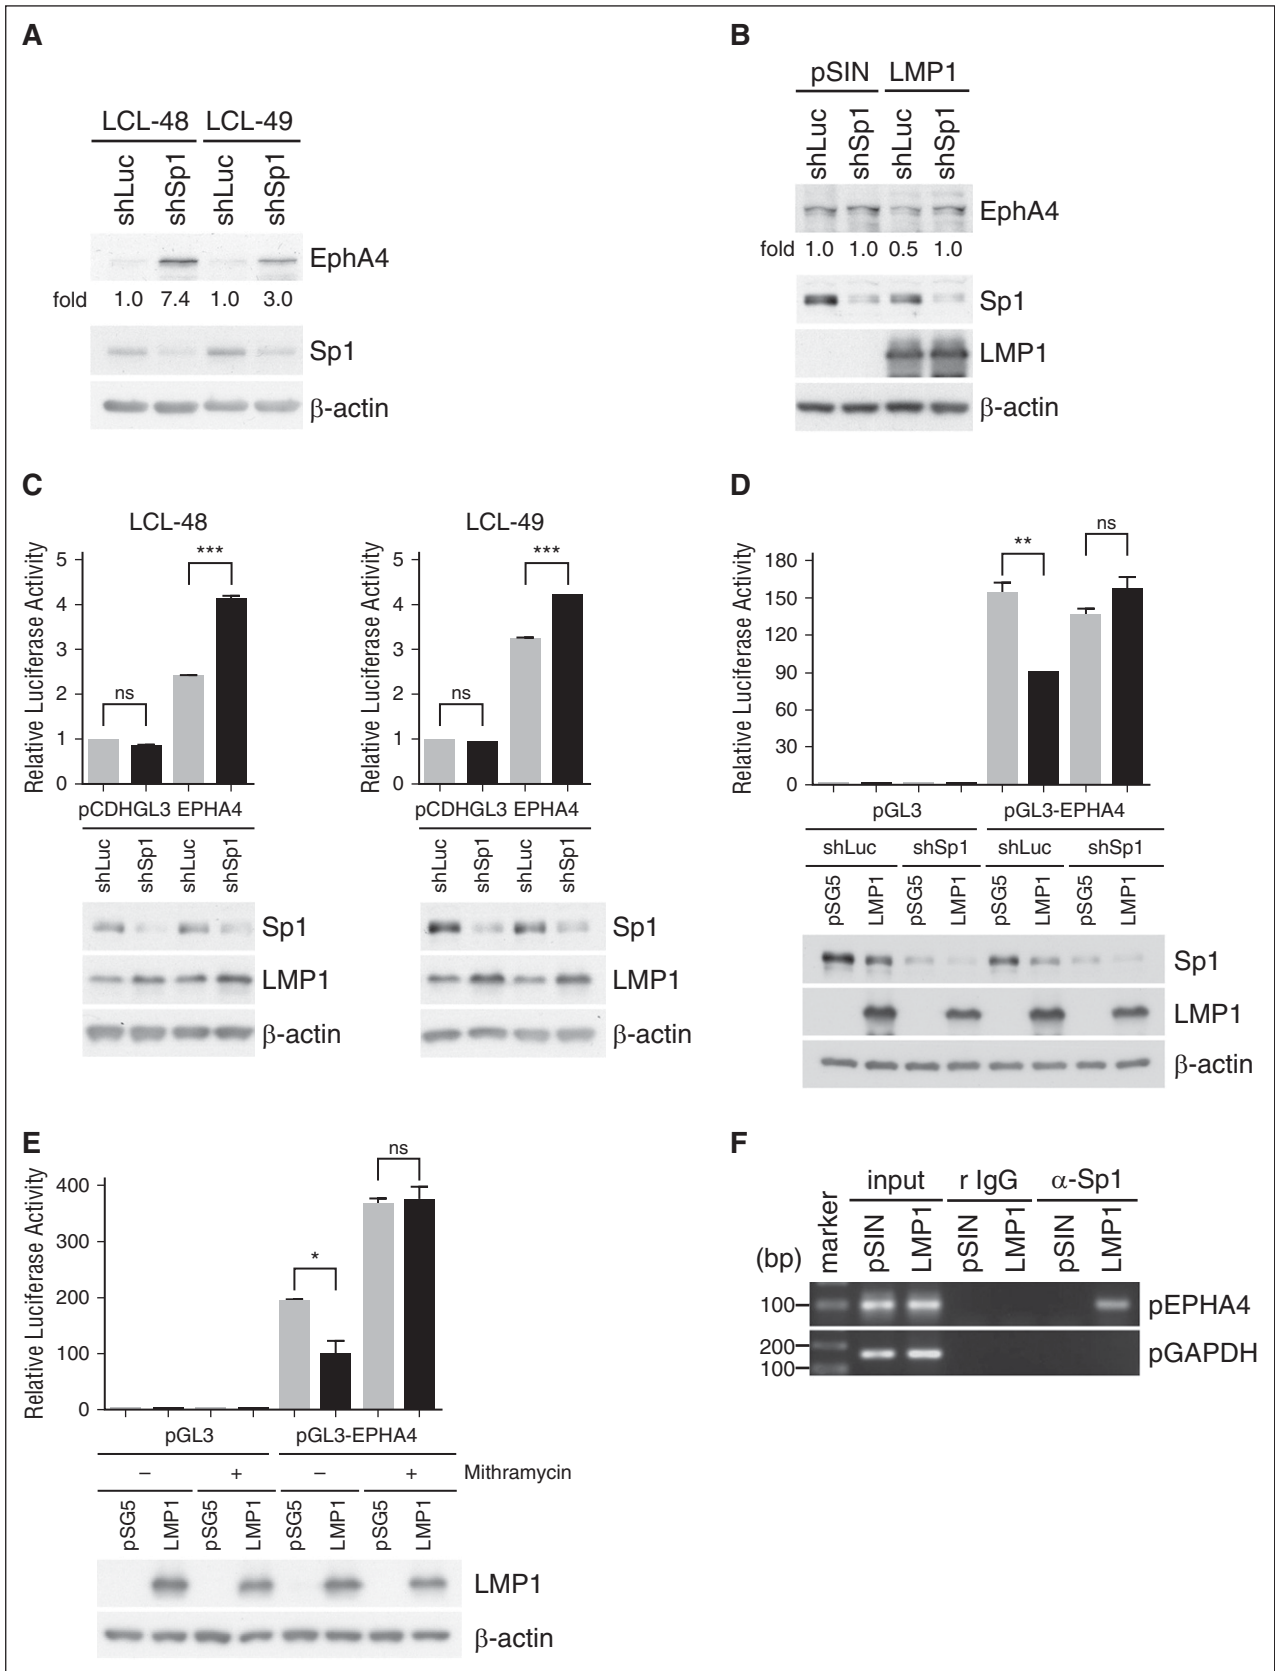 A
LCL-48 LCL-49
shLuc shSp1 shLuc shSp1
EphA4
fold 1.0 7.4 1.0 3.0
Sp1
β-actin
B
pSIN LMP1
shLuc shSp1 shLuc shSp1
EphA4
fold 1.0 1.0 0.5 1.0
Sp1
LMP1
β-actin
C
LCL-48
Relative Luciferase Activity
5
4
3
2
1
0
ns
***
pCDHGL3 EPHA4
shLuc shSp1 shLuc shSp1
Sp1
LMP1
β-actin
LCL-49
Relative Luciferase Activity
5
4
3
2
1
0
ns
***
pCDHGL3 EPHA4
shLuc shSp1 shLuc shSp1
Sp1
LMP1
β-actin
D
Relative Luciferase Activity
180
150
120
90
60
30
0
**
ns
pGL3 pGL3-EPHA4
shLuc shSp1 shLuc shSp1
pSG5 LMP1 pSG5 LMP1 pSG5 LMP1 pSG5 LMP1
Sp1
LMP1
β-actin
E
Relative Luciferase Activity
400
300
200
100
0
*
ns
pGL3 pGL3-EPHA4
– + – + Mithramycin
pSG5 LMP1 pSG5 LMP1 pSG5 LMP1 pSG5 LMP1
LMP1
β-actin
F
input r IgG α-Sp1
(bp) marker pSIN LMP1 pSIN LMP1 pSIN LMP1
100 pEPHA4
200
100 pGAPDH